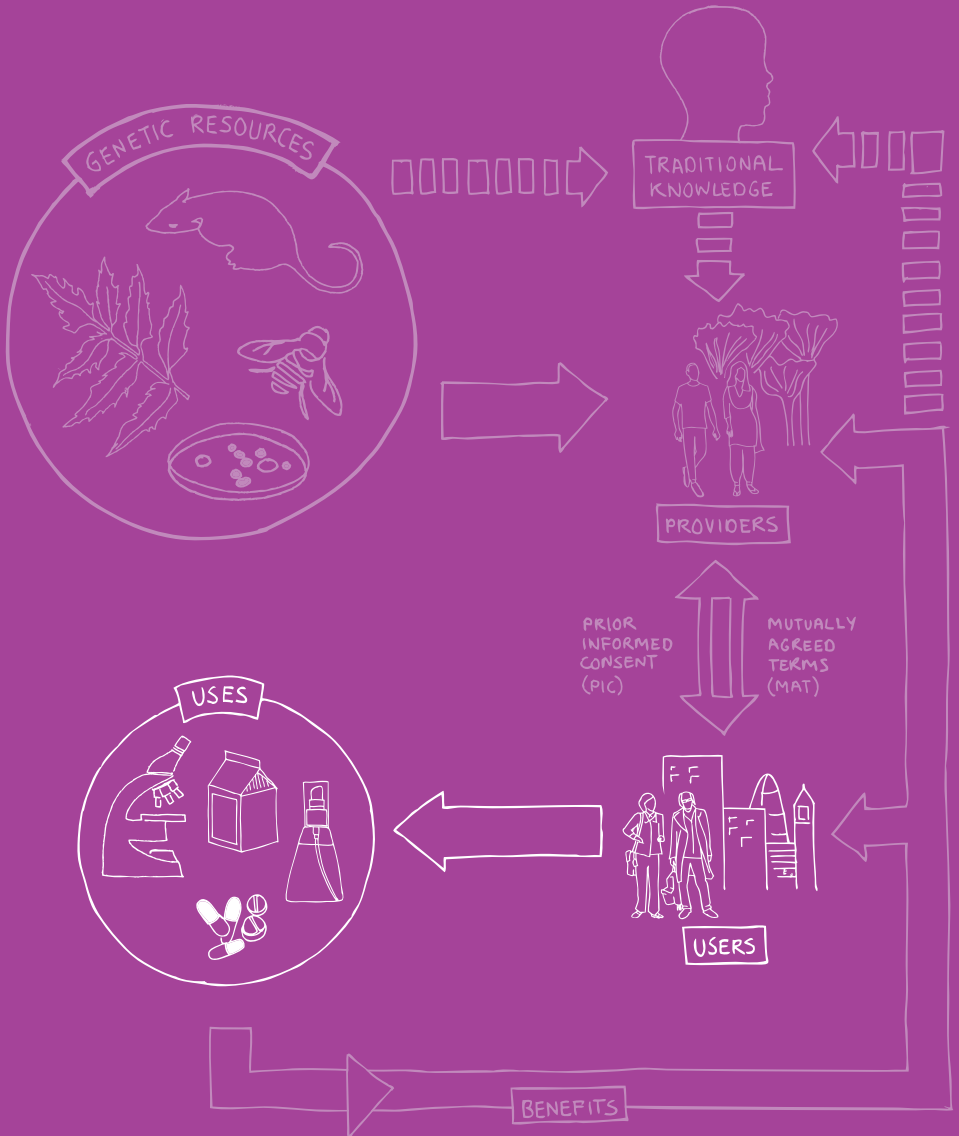 GENETIC RESOURCES
TRADITIONAL
KNOWLEDGE
PROVIDERS
PRIOR
INFORMED
CONSENT
(PIC)
MUTUALLY
AGREED
TERMS
(MAT)
USES
USERS
BENEFITS